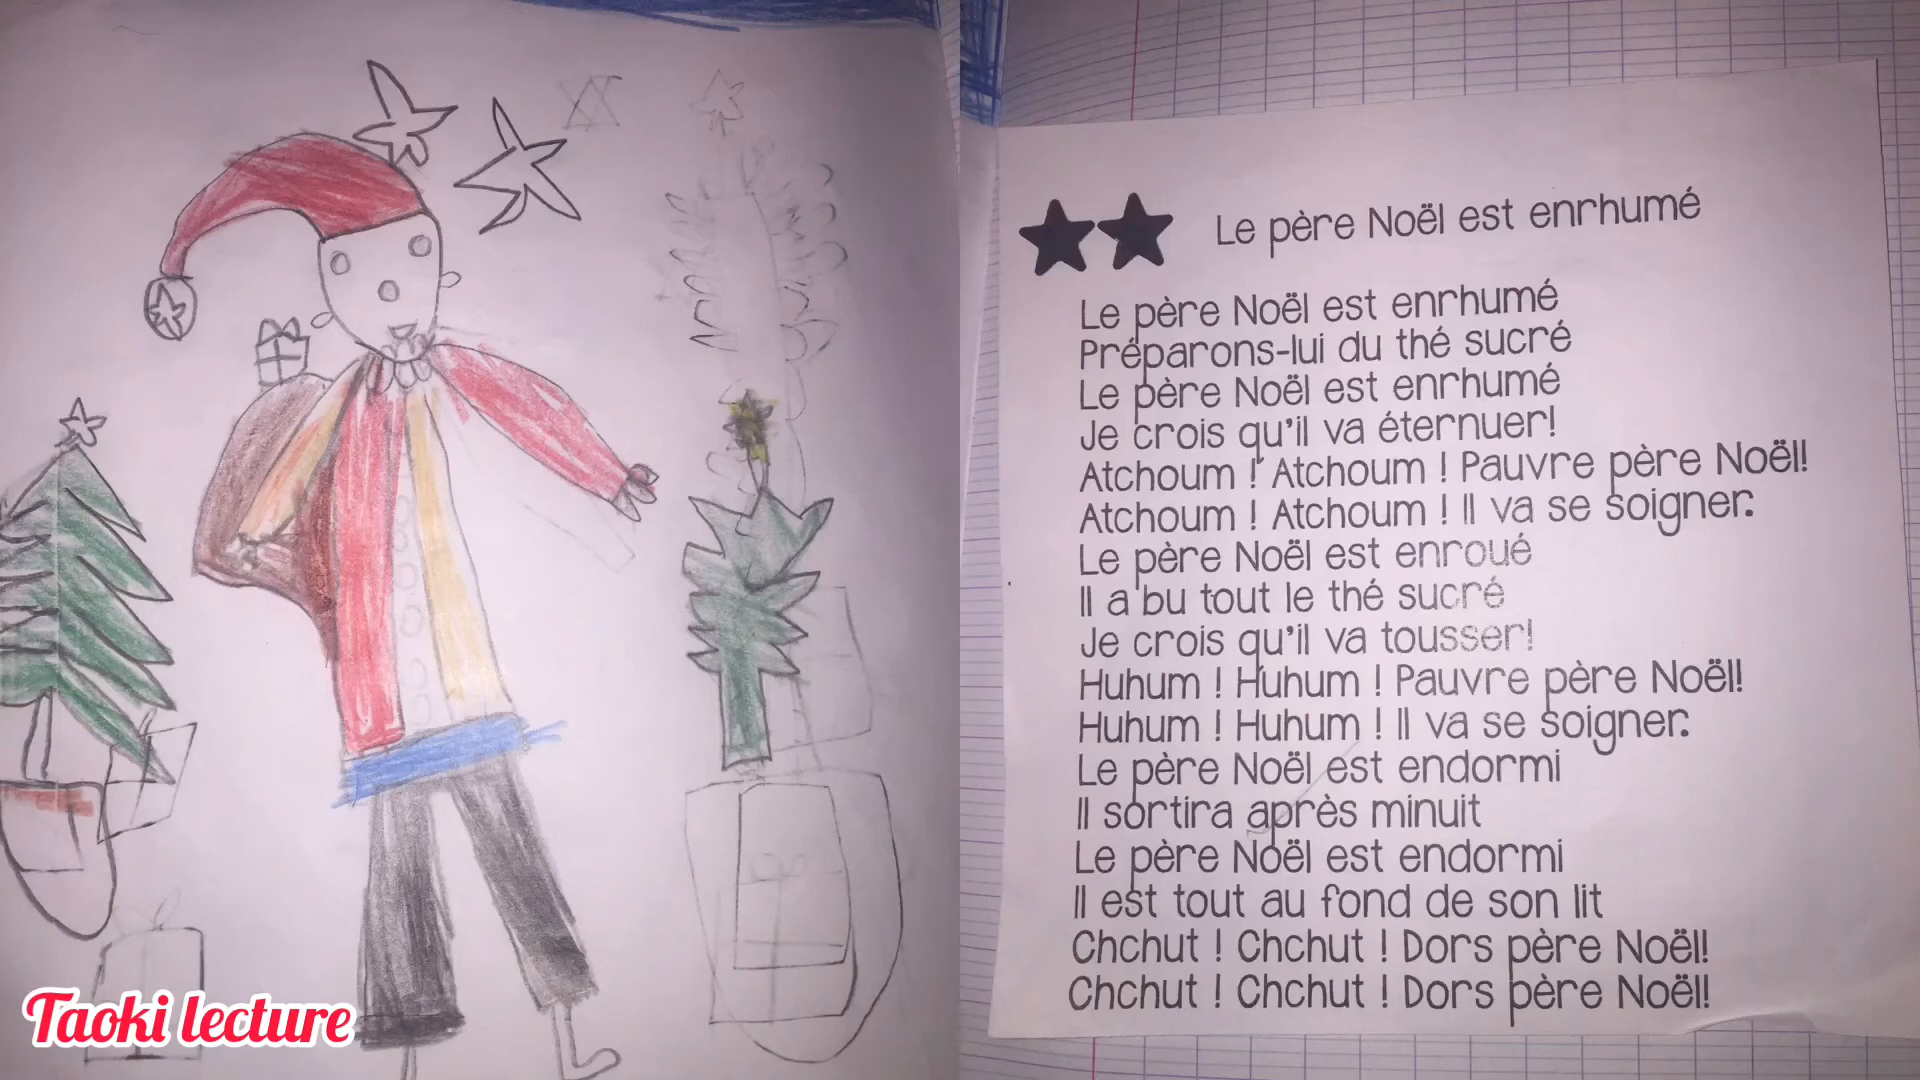 Le père Noël est enrhumé
Le père Noël est enrhumé
Préparons-lui du thé sucré
Le père Noël est enrhumé
Je crois qu'il va éternuer!
Atchoum ! Atchoum ! Pauvre père Noël!
Atchoum ! Atchoum ! Il va se soigner.
Le père Noël est enroué
Il a bu tout le thé sucré
Je crois qu'il va tousser!
Huhum ! Huhum ! Pauvre père Noël!
Huhum ! Huhum ! Il va se soigner.
Le père Noël est endormi
Il sortira après minuit
Le père Noël est endormi
Il est tout au fond de son lit
Chchut ! Chchut ! Dors père Noël!
Chchut ! Chchut ! Dors père Noël!
Taoki lecture